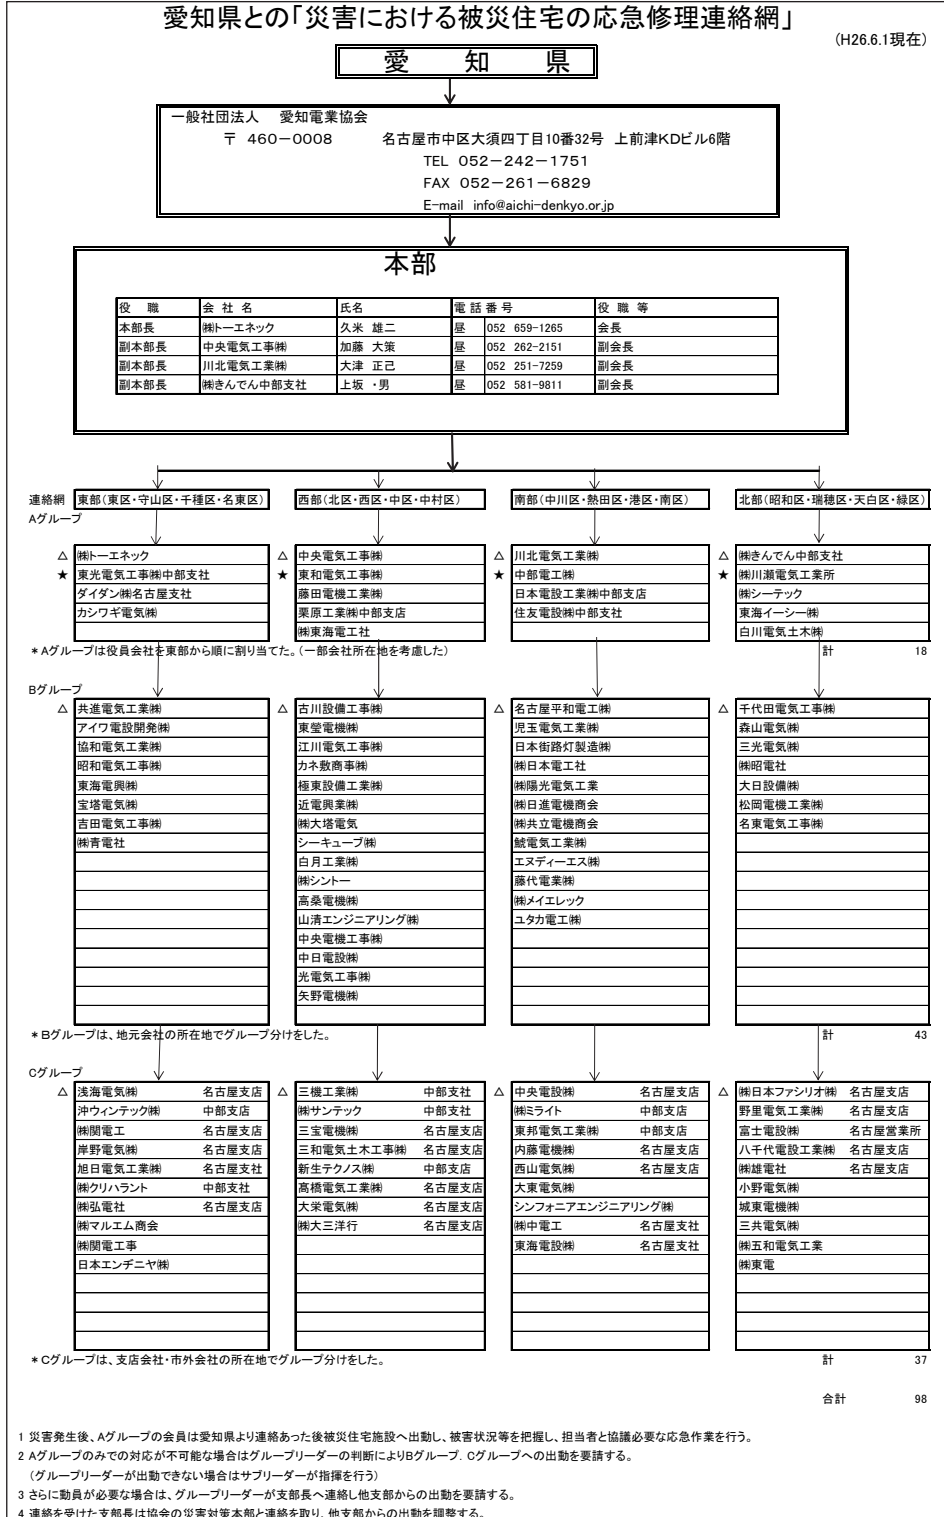 愛知県との「災害における被災住宅の応急修理連絡網」
(H26.6.1現在)
愛　知　県
一般社団法人　愛知電業協会
〒 460－0008　名古屋市中区大須四丁目10番32号 上前津KDビル6階
TEL 052－242－1751
FAX 052－261－6829
E-mail info@aichi-denkyo.or.jp
本部
役　職　会 社 名　氏名　電 話 番 号　役 職 等
本部長　㈱トーエネック　久米 雄二　昼　052 659-1265　会長
副本部長　中央電気工事㈱　加藤 大策　昼　052 262-2151　副会長
副本部長　川北電気工業㈱　大津 正己　昼　052 251-7259　副会長
副本部長　㈱きんでん中部支社　上坂 ・男　昼　052 581-9811　副会長
連絡網　東部(東区・守山区・千種区・名東区)　西部(北区・西区・中区・中村区)　南部(中川区・熱田区・港区・南区)　北部(昭和区・瑞穂区・天白区・緑区)
Aグループ
△ ㈱トーエネック　△ 中央電気工事㈱　△ 川北電気工業㈱　△ ㈱きんでん中部支社
★ 東光電気工事㈱中部支社　★ 東和電気工事㈱　★ 中部電工㈱　★ ㈱川瀬電気工業所
ダイダン㈱名古屋支社　藤田電機工業㈱　日本電設工業㈱中部支店　㈱シーテック
カシワギ電気㈱　栗原工業㈱中部支店　住友電設㈱中部支社　東海イーシー㈱
㈱東海電工社　白川電気土木㈱
＊Aグループは役員会社を東部から順に割り当てた。(一部会社所在地を考慮した)　計　18
Bグループ
△ 共進電気工業㈱　△ 古川設備工事㈱　△ 名古屋平和電工㈱　△ 千代田電気工事㈱
アイワ電設開発㈱　東瑩電機㈱　児玉電気工業㈱　森山電気㈱
協和電気工業㈱　江川電気工事㈱　日本街路灯製造㈱　三光電気㈱
昭和電気工事㈱　カネ敷商事㈱　㈱日本電工社　㈱昭電社
東海電興㈱　極東設備工業㈱　㈱陽光電気工業　大日設備㈱
宝塔電気㈱　近電興業㈱　㈱日進電機商会　松岡電機工業㈱
吉田電気工事㈱　㈱大塔電気　㈱共立電機商会　名東電気工事㈱
㈱青電社　シーキューブ㈱　鯱電気工業㈱
白月工業㈱　エヌディーエス㈱
㈱シントー　藤代電業㈱
高桑電機㈱　㈱メイエレック
山清エンジニアリング㈱　ユタカ電工㈱
中央電機工事㈱
中日電設㈱
光電気工事㈱
矢野電機㈱
＊Bグループは、地元会社の所在地でグループ分けをした。　計　43
Cグループ
△ 浅海電気㈱　名古屋支店　△ 三機工業㈱　中部支社　△ 中央電設㈱　名古屋支店　△ ㈱日本ファシリオ㈱　名古屋支店
沖ウィンテック㈱　中部支店　㈱サンテック　中部支社　㈱ミライト　中部支店　野里電気工業㈱　名古屋支店
㈱関電工　名古屋支店　三宝電機㈱　名古屋支店　東邦電気工業㈱　中部支店　富士電設㈱　名古屋営業所
岸野電気㈱　名古屋支店　三和電気土木工事㈱　名古屋支店　内藤電機㈱　名古屋支店　八千代電設工業㈱　名古屋支店
旭日電気工業㈱　名古屋支社　新生テクノス㈱　中部支店　西山電気㈱　名古屋支店　㈱雄電社　名古屋支店
㈱クリハラント　中部支社　髙橋電気工業㈱　名古屋支店　大東電気㈱　小野電気㈱
㈱弘電社　名古屋支店　大栄電気㈱　名古屋支店　シンフォニアエンジニアリング㈱　城東電機㈱
㈱マルエム商会　㈱大三洋行　名古屋支店　㈱中電工　名古屋支社　三共電気㈱
㈱関電工事　東海電設㈱　名古屋支社　㈱五和電気工業
日本エンヂニヤ㈱　㈱東電
＊Cグループは、支店会社・市外会社の所在地でグループ分けをした。　計　37
合計　98
1 災害発生後、Aグループの会員は愛知県より連絡あった後被災住宅施設へ出動し、被害状況等を把握し、担当者と協議必要な応急作業を行う。
2 Aグループのみでの対応が不可能な場合はグループリーダーの判断によりBグループ．Cグループへの出動を要請する。
(グループリーダーが出動できない場合はサブリーダーが指揮を行う)
3 さらに動員が必要な場合は、グループリーダーが支部長へ連絡し他支部からの出動を要請する。
4 連絡を受けた支部長は協会の災害対策本部と連絡を取り、他支部からの出動を調整する。